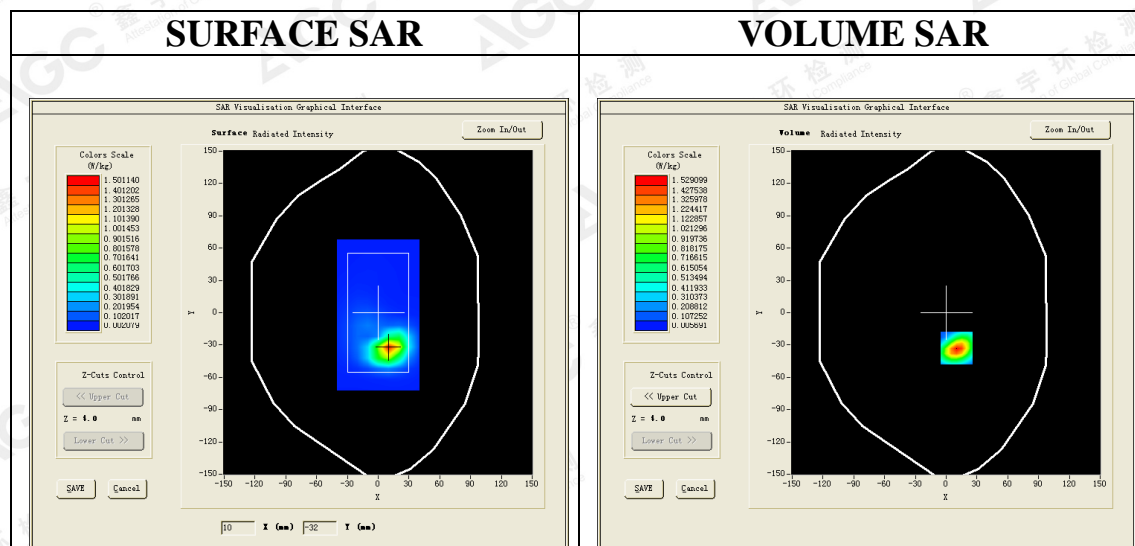 SURFACE SAR
VOLUME SAR
SAR Visualisation Graphical Interface
Surface Radiated Intensity
Zoom In/Out
Colors Scale
(W/kg)
1.501140
1.401202
1.301265
1.201328
1.101390
1.001453
0.901516
0.801578
0.701641
0.601703
0.501766
0.401829
0.301891
0.201954
0.102017
0.002079
Z-Cuts Control
<< Upper Cut
Z = 4.0 mm
Lower Cut >>
SAVE
Cancel
150
120
90
60
30
0
-30
-60
-90
-120
-150
Y
-150 -120 -90 -60 -30 0 30 60 90 120 150
X
10 X (mm) -32 Y (mm)
SAR Visualisation Graphical Interface
Volume Radiated Intensity
Zoom In/Out
Colors Scale
(W/kg)
1.529099
1.427538
1.325978
1.224417
1.122857
1.021296
0.919736
0.818175
0.716615
0.615054
0.513494
0.411933
0.310373
0.208812
0.107252
0.005691
Z-Cuts Control
<< Upper Cut
Z = 4.0 mm
Lower Cut >>
SAVE
Cancel
150
120
90
60
30
0
-30
-60
-90
-120
-150
Y
-150 -120 -90 -60 -30 0 30 60 90 120 150
X